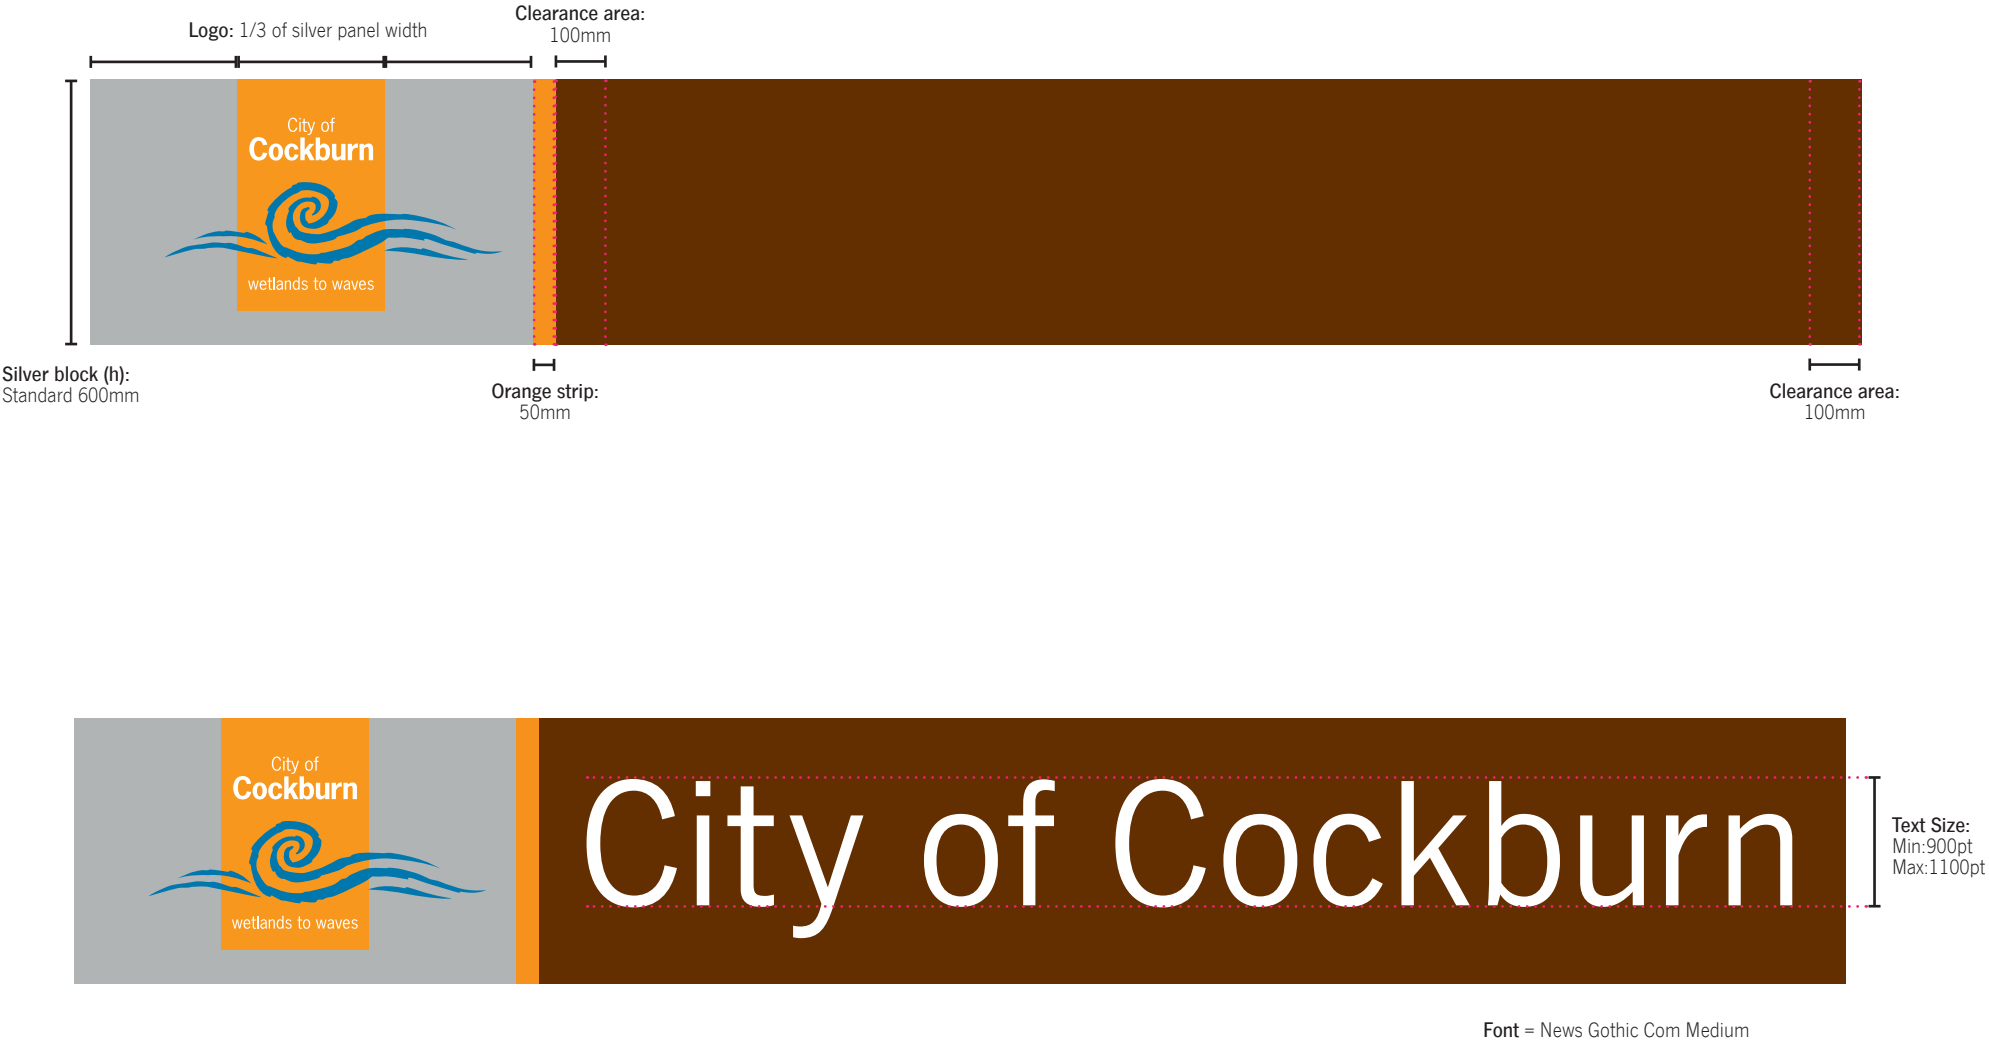 Logo: 1/3 of silver panel width
Clearance area:
100mm
City of
Cockburn
wetlands to waves
Silver block (h):
Standard 600mm
Orange strip:
50mm
Clearance area:
100mm
City of
Cockburn
wetlands to waves
City of Cockburn
Text Size:
Min:900pt
Max:1100pt
Font = News Gothic Com Medium